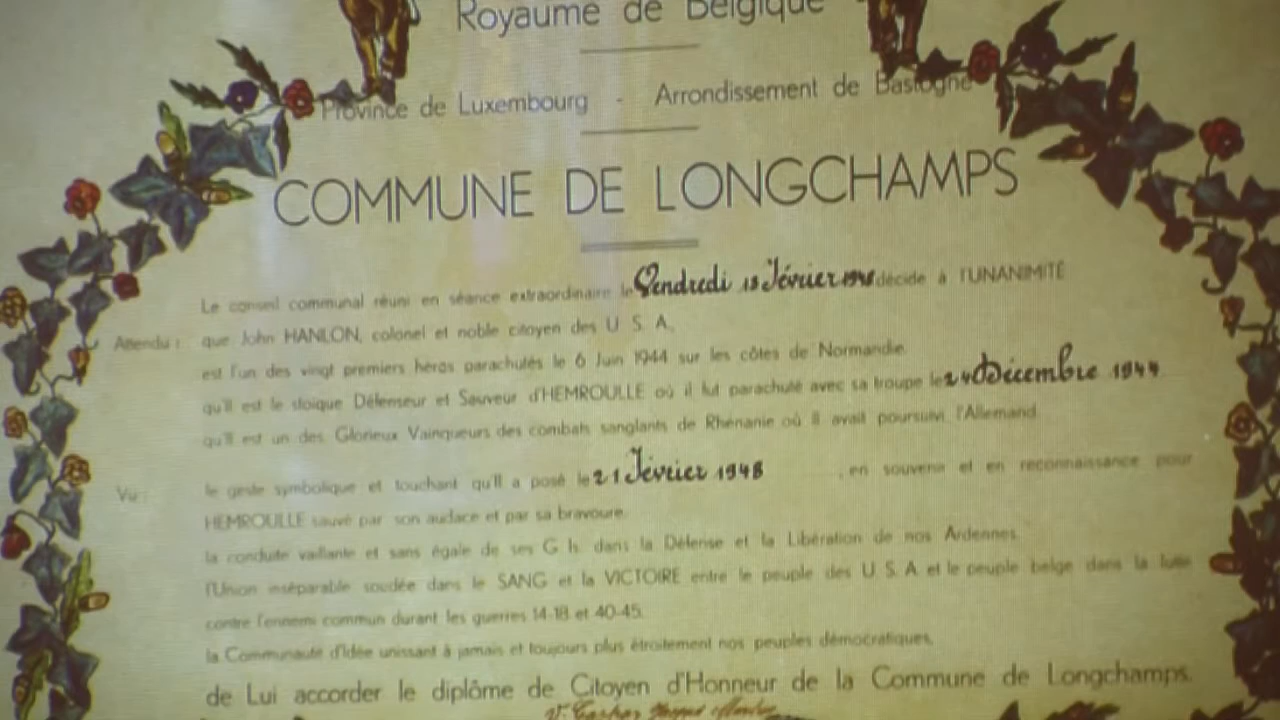 Royaume de Belgique
Province de Luxembourg - Arrondissement de Bastogne
COMMUNE DE LONGCHAMPS
Le conseil communal réuni en séance extraordinaire le Vendredi 13 Février décide à l'UNANIMITÉ
Attendu : que John HANLON, colonel et noble citoyen des U. S. A.,
est l'un des vingt premiers héros parachutés le 6 Juin 1944 sur les côtes de Normandie.
qu'il est le stoique Défenseur et Sauveur d'HEMROULLE où il fut parachuté avec sa troupe le 24 Décembre 1944
qu'il est un des Glorieux Vainqueurs des combats sanglants de Rhénanie où il avait poursuivi l'Allemand.
Vu : le geste symbolique et touchant qu'il a posé le 21 Février 1948 , en souvenir et en reconnaissance pour
HEMROULLE sauvé par son audace et par sa bravoure.
la conduite vaillante et sans égale de ses G. Is. dans la Défense et la Libération de nos Ardennes.
l'Union inséparable soudée dans le SANG et la VICTOIRE entre le peuple des U. S. A. et le peuple belge dans la lutte
contre l'ennemi commun durant les guerres 14-18 et 40-45.
la Communauté d'Idée unissant à jamais et toujours plus étroitement nos peuples démocratiques,
de Lui accorder le diplôme de Citoyen d'Honneur de la Commune de Longchamps.